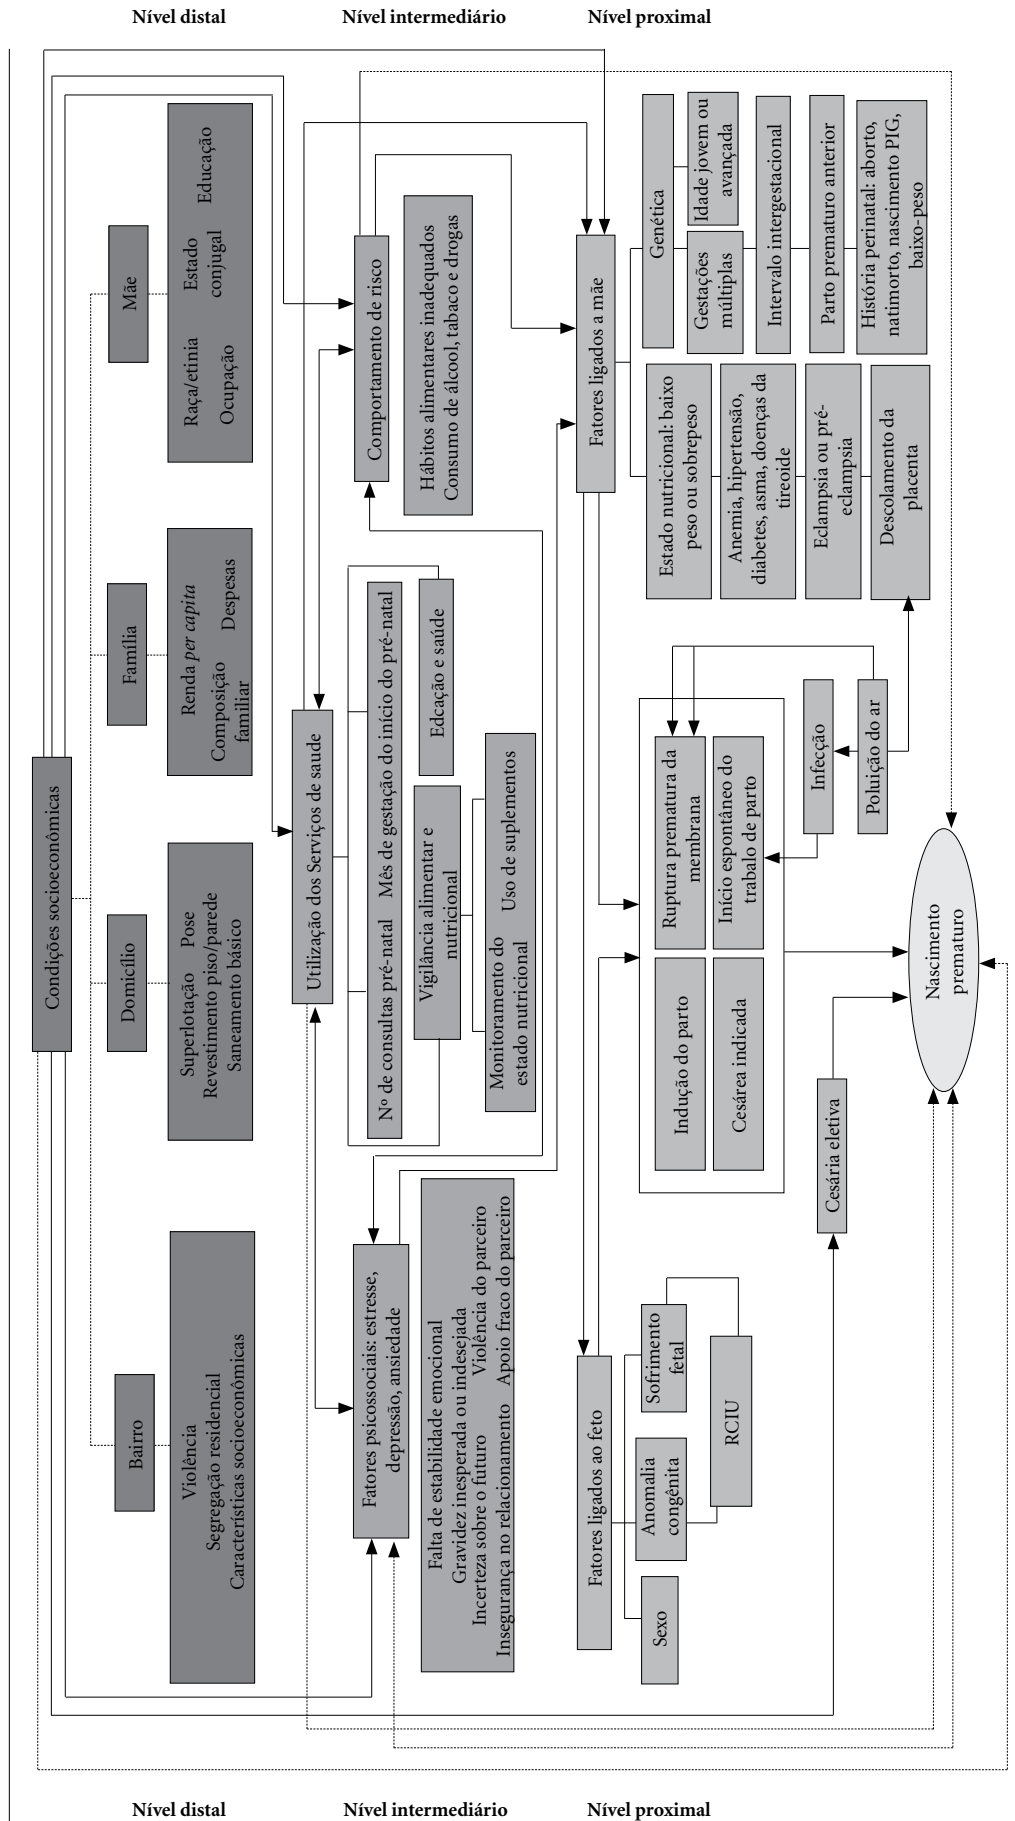 Nível distal
Nível intermediário
Nível proximal
Condições socioeconômicas
Bairro
Domicílio
Família
Mãe
Violência
Segregação residencial
Características socioeconômicas
Superlotação Pose
Revestimento piso/parede
Saneamento básico
Renda per capita
Composição Despesas
familiar
Raça/etinia Estado
conjugal Educação
Ocupação
Utilização dos Serviços de saude
Fatores psicossociais: estresse,
depressão, ansiedade
Comportamento de risco
Falta de estabilidade emocional
Gravidez inesperada ou indesejada
Incerteza sobre o futuro Violência do parceiro
Insegurança no relacionamento Apoio fraco do parceiro
Nº de consultas pré-natal Mês de gestação do início do pré-natal
Vigilância alimentar e
nutricional
Edcação e saúde
Monitoramento do
estado nutricional
Uso de suplementos
Hábitos alimentares inadequados
Consumo de álcool, tabaco e drogas
Fatores ligados ao feto
Fatores ligados a mãe
Sexo
Anomalia
congênita
Sofrimento
fetal
RCIU
Indução do parto
Ruptura prematura da
membrana
Cesárea indicada
Início espontâneo do
trabalo de parto
Estado nutricional: baixo
peso ou sobrepeso
Anemia, hipertensão,
diabetes, asma, doenças da
tireoide
Eclampsia ou pré-
eclampsia
Descolamento da
placenta
Genética
Gestações
múltiplas
Idade jovem ou
avançada
Intervalo intergestacional
Parto prematuro anterior
História perinatal: aborto,
natimorto, nascimento PIG,
baixo-peso
Infecção
Poluição do ar
Cesária eletiva
Nascimento
prematuro
Nível distal
Nível intermediário
Nível proximal